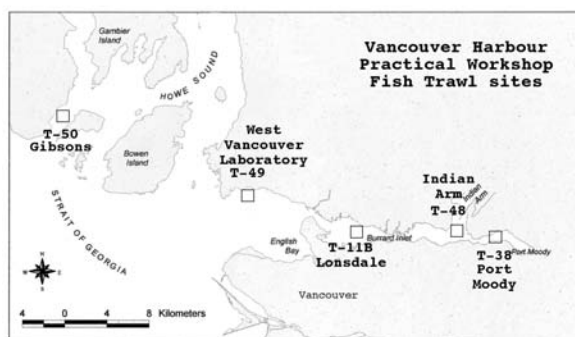 Vancouver Harbour
Practical Workshop
Fish Trawl sites
Gambier
Island
HOWE SOUND
T-50
Gibsons
Bowen
Island
West
Vancouver
Laboratory
T-49
Indian
Arm
T-48
Indian Arm
STRAIT OF GEORGIA
English
Bay
Burrard Inlet
T-11B
Lonsdale
Port Moody
T-38
Port
Moody
Vancouver
N
W E
S
4 0 4 8 Kilometers